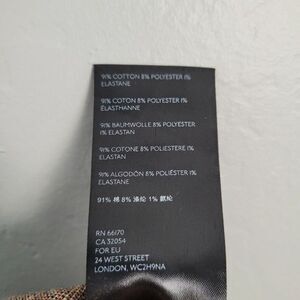 91% COTTON 8% POLYESTER 1%
ELASTANE
91% COTON 8% POLYESTER 1%
ÉLASTHANNE
91% BAUMWOLLE 8% POLYESTER
1% ELASTAN
91% COTONE 8% POLIESTERE 1%
ELASTAN
91% ALGODÓN 8% POLIÉSTER 1%
ELASTANE
91% 棉 8% 涤纶 1% 氨纶
RN 66170
CA 32054
FOR EU
24 WEST STREET
LONDON, WC2H9NA